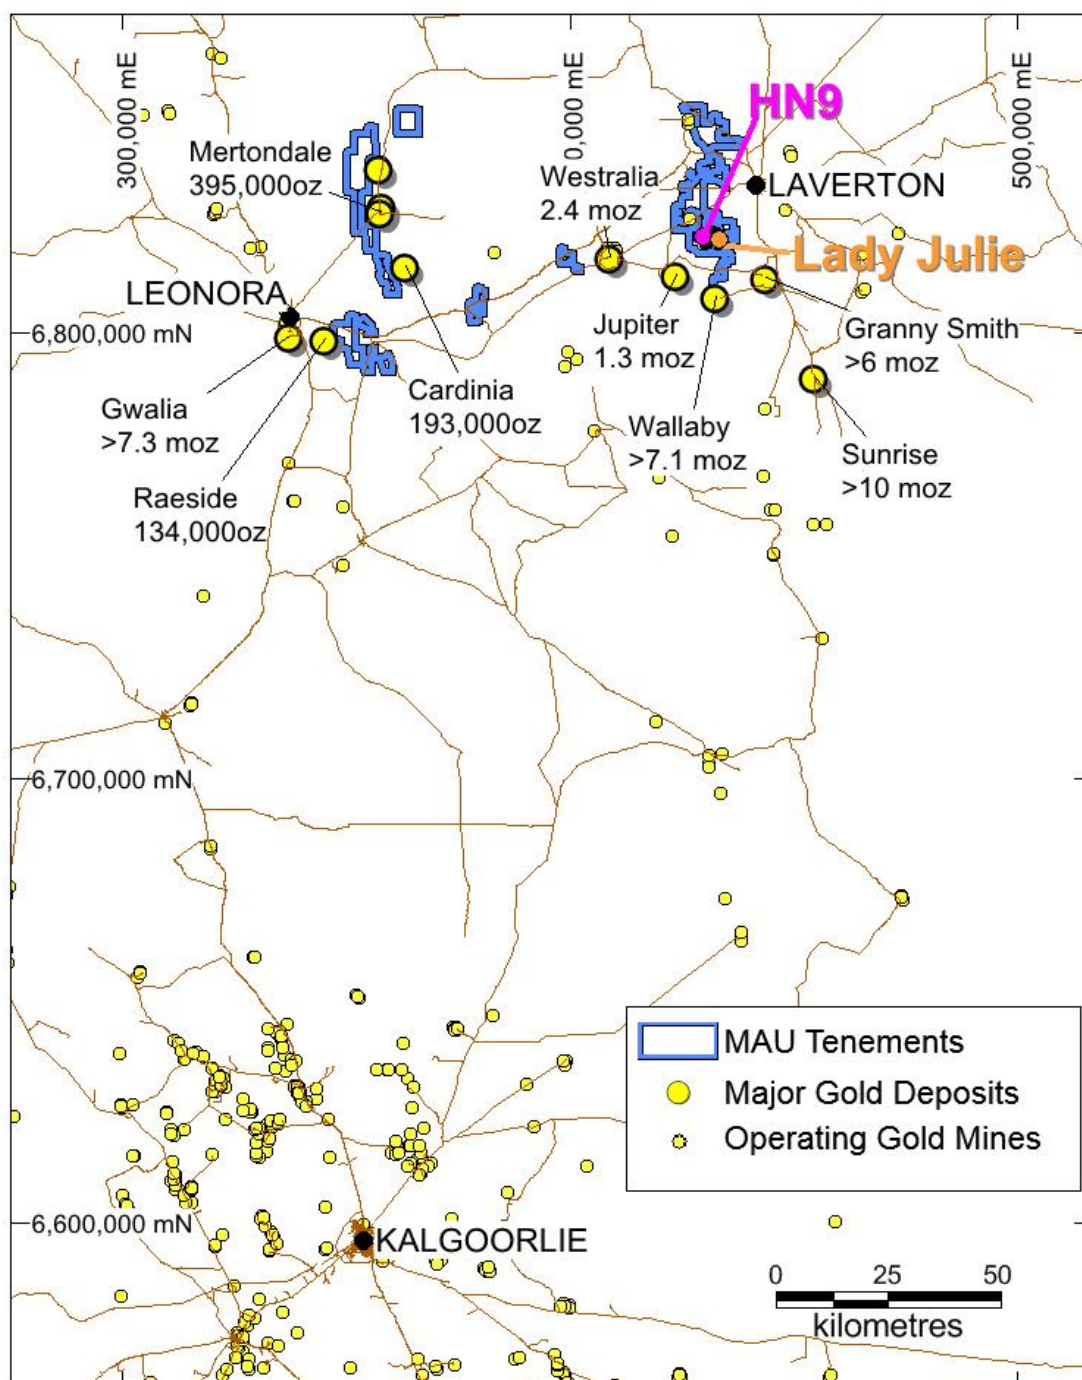 300,000 mE
0,000 mE
500,000 mE
HN9
Mertondale
395,000oz
Westralia
2.4 moz
LAVERTON
Lady Julie
LEONORA
6,800,000 mN
Jupiter
1.3 moz
Granny Smith
>6 moz
Gwalia
>7.3 moz
Cardinia
193,000oz
Wallaby
>7.1 moz
Sunrise
>10 moz
Raeside
134,000oz
6,700,000 mN
MAU Tenements
Major Gold Deposits
Operating Gold Mines
6,600,000 mN
KALGOORLIE
0 25 50
kilometres